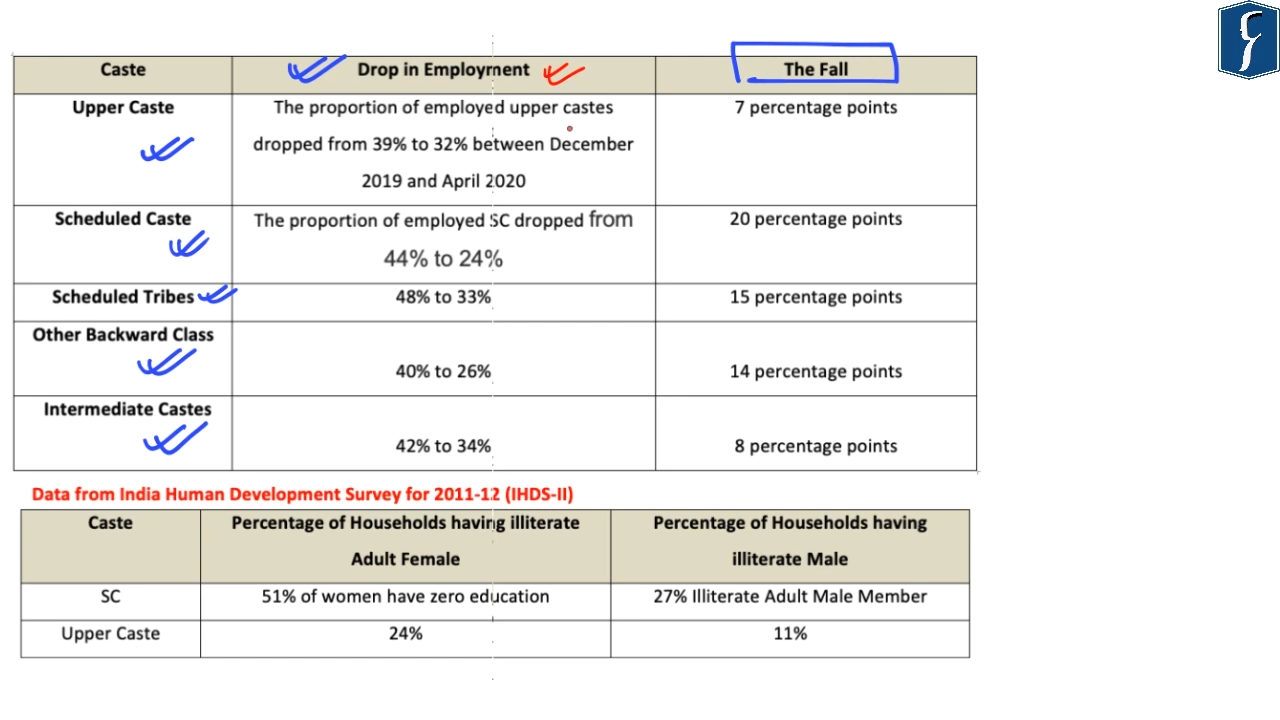 Caste Drop in Employment The Fall
Upper Caste The proportion of employed upper castes 7 percentage points
dropped from 39% to 32% between December
2019 and April 2020
Scheduled Caste The proportion of employed SC dropped from 20 percentage points
44% to 24%
Scheduled Tribes 48% to 33% 15 percentage points
Other Backward Class
40% to 26% 14 percentage points
Intermediate Castes
42% to 34% 8 percentage points
Data from India Human Development Survey for 2011-12 (IHDS-II)
Caste Percentage of Households having illiterate Percentage of Households having
Adult Female illiterate Male
SC 51% of women have zero education 27% Illiterate Adult Male Member
Upper Caste 24% 11%